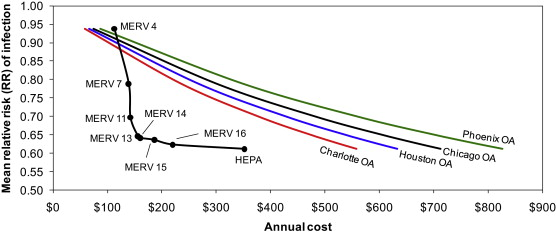 Mean relative risk (RR) of infection
1.00
0.95
0.90
0.85
0.80
0.75
0.70
0.65
0.60
0.55
0.50
MERV 4
MERV 7
MERV 11
MERV 14
MERV 13
MERV 16
MERV 15
HEPA
Phoenix OA
Chicago OA
Houston OA
Charlotte OA
$0 $100 $200 $300 $400 $500 $600 $700 $800 $900
Annual cost